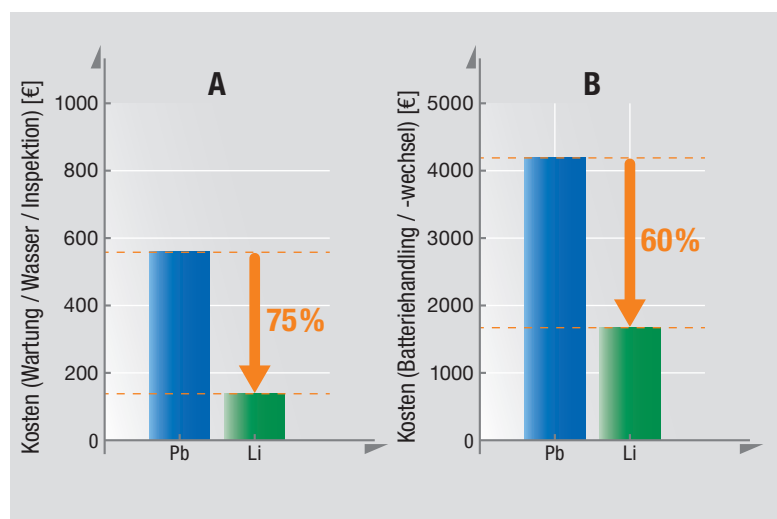 A
Kosten (Wartung / Wasser / Inspektion) [€]
1000
800
600
400
200
0
75%
Pb
Li
B
Kosten (Batteriehandling / -wechsel) [€]
5000
4000
3000
2000
1000
0
60%
Pb
Li